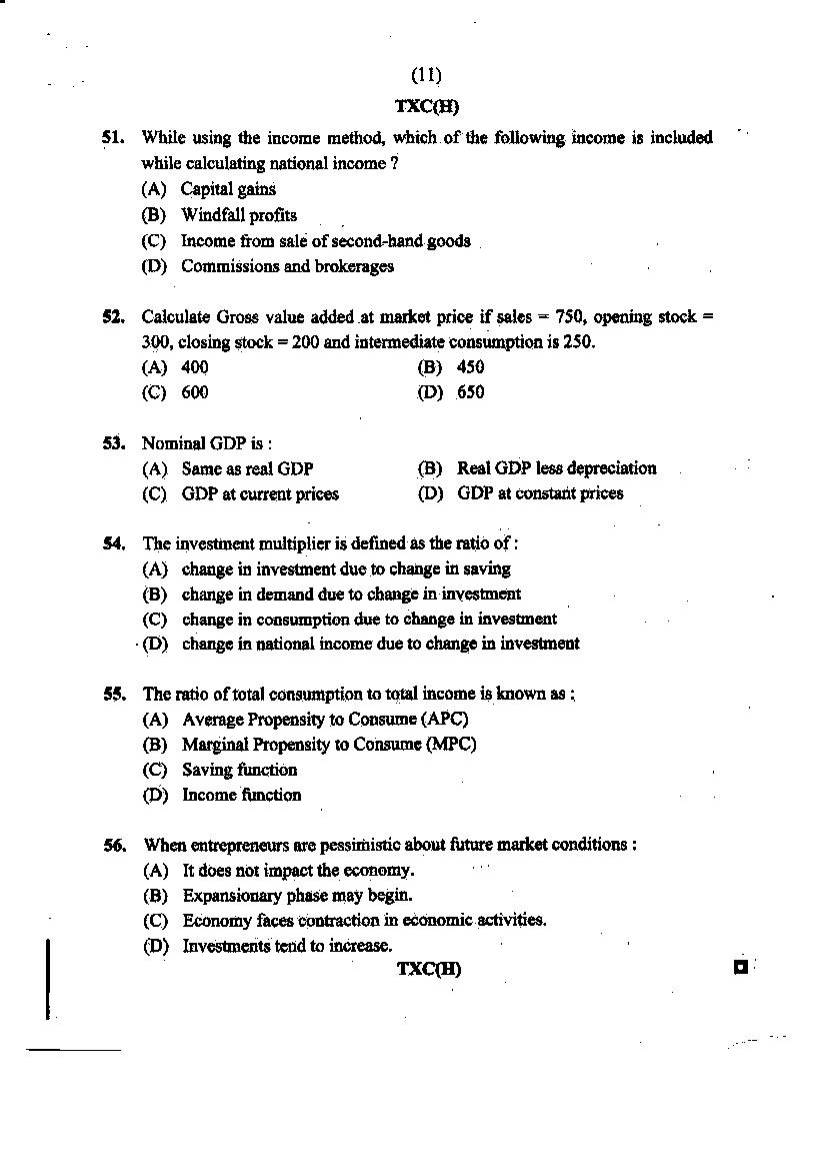 (11)
TXC(H)
51. While using the income method, which of the following income is included
while calculating national income ?
(A) Capital gains
(B) Windfall profits
(C) Income from sale of second-hand goods
(D) Commissions and brokerages
52. Calculate Gross value added at market price if sales = 750, opening stock =
300, closing stock = 200 and intermediate consumption is 250.
(A) 400 (B) 450
(C) 600 (D) 650
53. Nominal GDP is :
(A) Same as real GDP (B) Real GDP less depreciation
(C) GDP at current prices (D) GDP at constant prices
54. The investment multiplier is defined as the ratio of :
(A) change in investment due to change in saving
(B) change in demand due to change in investment
(C) change in consumption due to change in investment
(D) change in national income due to change in investment
55. The ratio of total consumption to total income is known as :
(A) Average Propensity to Consume (APC)
(B) Marginal Propensity to Consume (MPC)
(C) Saving function
(D) Income function
56. When entrepreneurs are pessimistic about future market conditions :
(A) It does not impact the economy.
(B) Expansionary phase may begin.
(C) Economy faces contraction in economic activities.
(D) Investments tend to increase.
TXC(H)